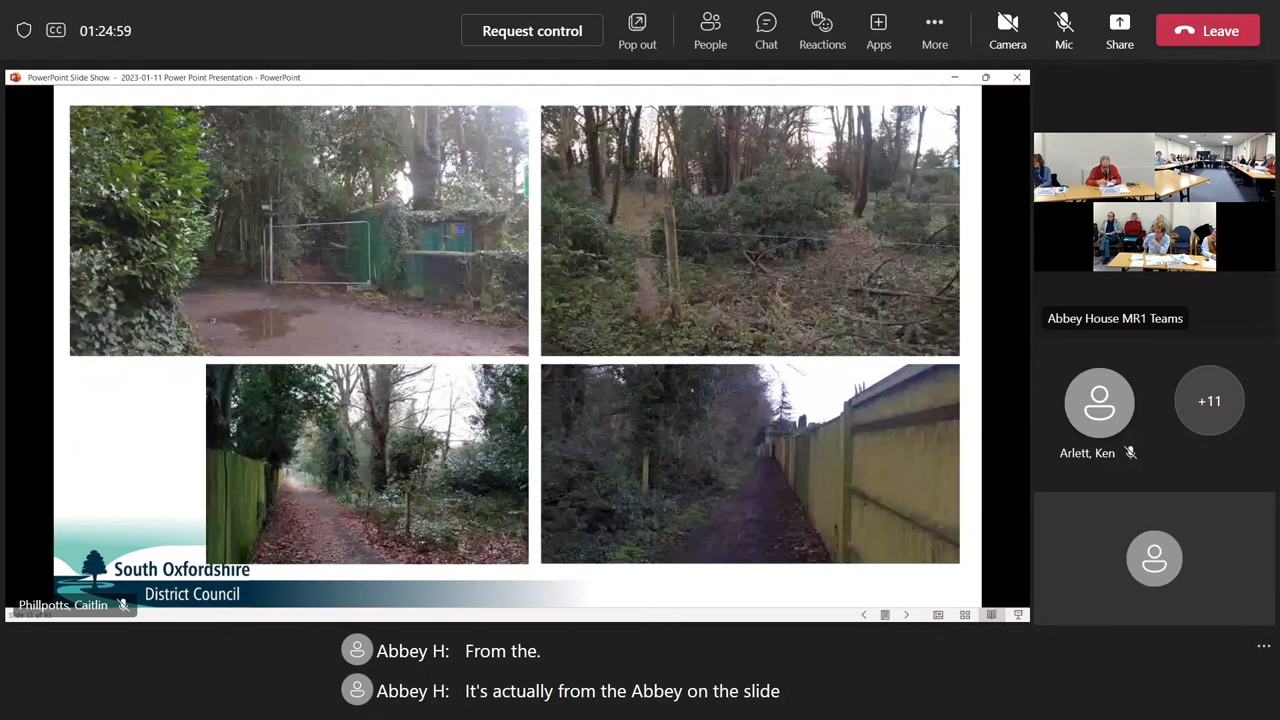 CC
01:24:59
Request control
Pop out
People
Chat
Reactions
Apps
More
Camera
Mic
Share
Leave
PowerPoint Slide Show - 2023-01-11 Power Point Presentation - PowerPoint
Abbey House MR1 Teams
Arlett, Ken
+11
South Oxfordshire
District Council
Phillpotts, Caitlin
Abbey H: From the.
Abbey H: It's actually from the Abbey on the slide